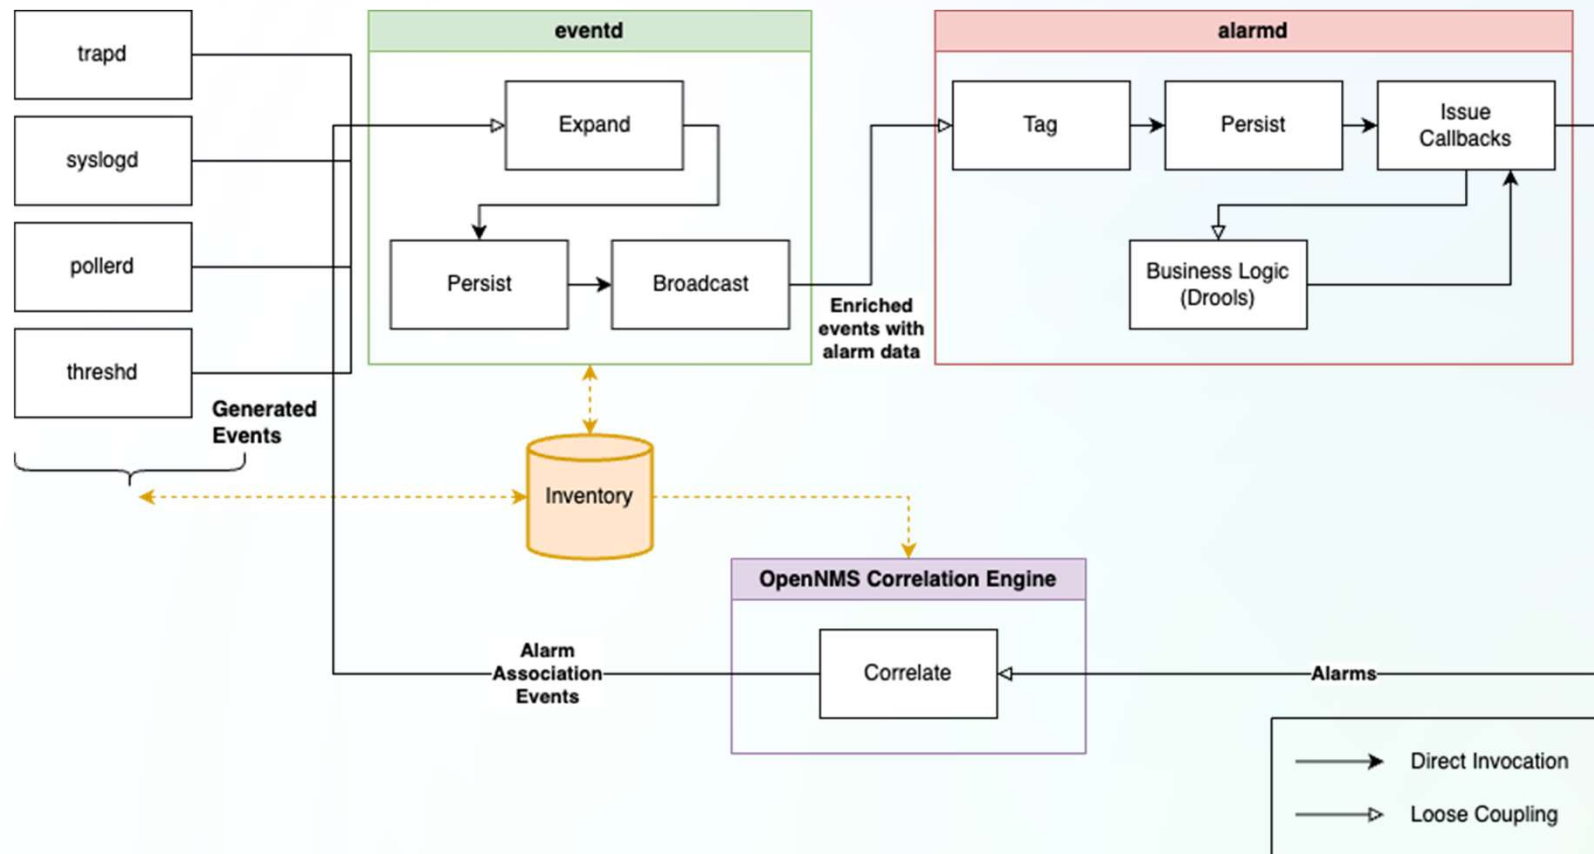 trapd
syslogd
pollerd
threshd
Generated
Events
eventd
Expand
Persist
Broadcast
Enriched
events with
alarm data
alarmd
Tag
Persist
Issue
Callbacks
Business Logic
(Drools)
Inventory
OpenNMS Correlation Engine
Correlate
Alarm
Association
Events
Alarms
Direct Invocation
Loose Coupling